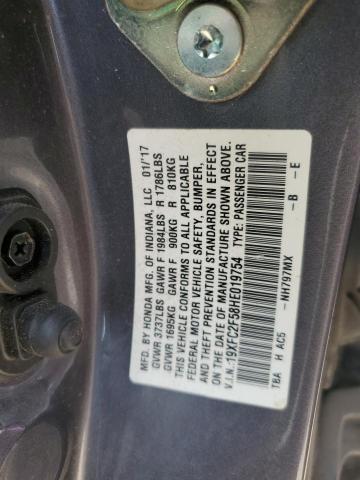 MFD. BY HONDA MFG. OF INDIANA, LLC 01/'17
GVWR 3737LBS GAWR F 1984LBS R 1786LBS
GVWR 1695KG GAWR F 900KG R 810KG
THIS VEHICLE CONFORMS TO ALL APPLICABLE
FEDERAL MOTOR VEHICLE SAFETY, BUMPER,
AND THEFT PREVENTION STANDARDS IN EFFECT
ON THE DATE OF MANUFACTURE SHOWN ABOVE.
V.I.N. 19XFC2F58HE019754 TYPE: PASSENGER CAR
TBA H AC5 -NH797MX -B -E